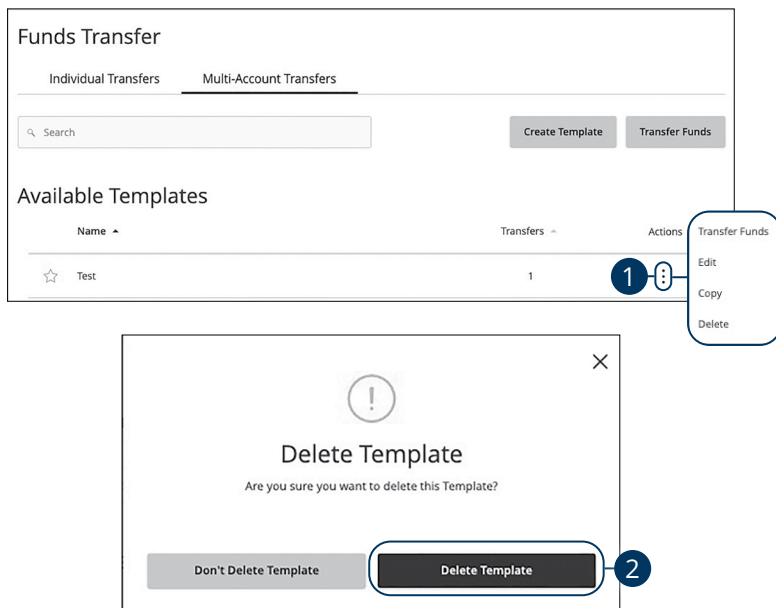 Funds Transfer
Individual Transfers Multi-Account Transfers
Search Create Template Transfer Funds
Available Templates
Name Transfers Actions
Test 1
1
Transfer Funds
Edit
Copy
Delete
Delete Template
Are you sure you want to delete this Template?
Don't Delete Template Delete Template 2